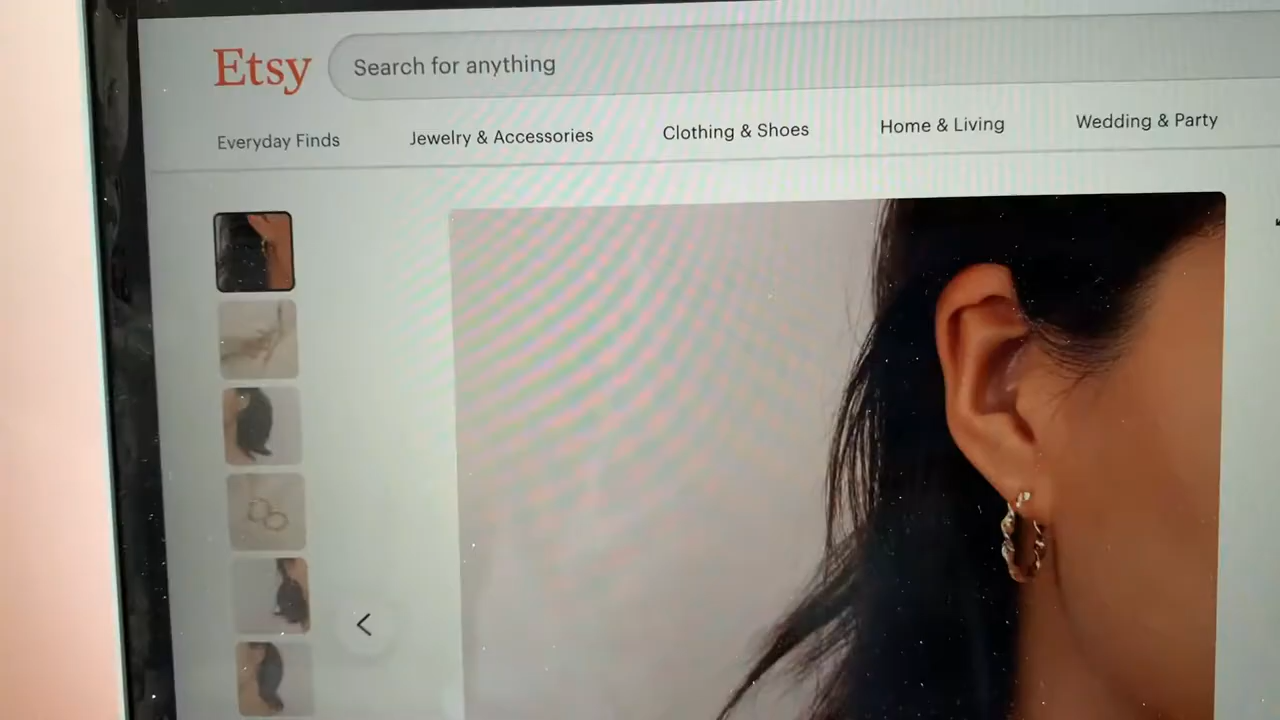 Etsy
Search for anything
Everyday Finds
Jewelry & Accessories
Clothing & Shoes
Home & Living
Wedding & Party